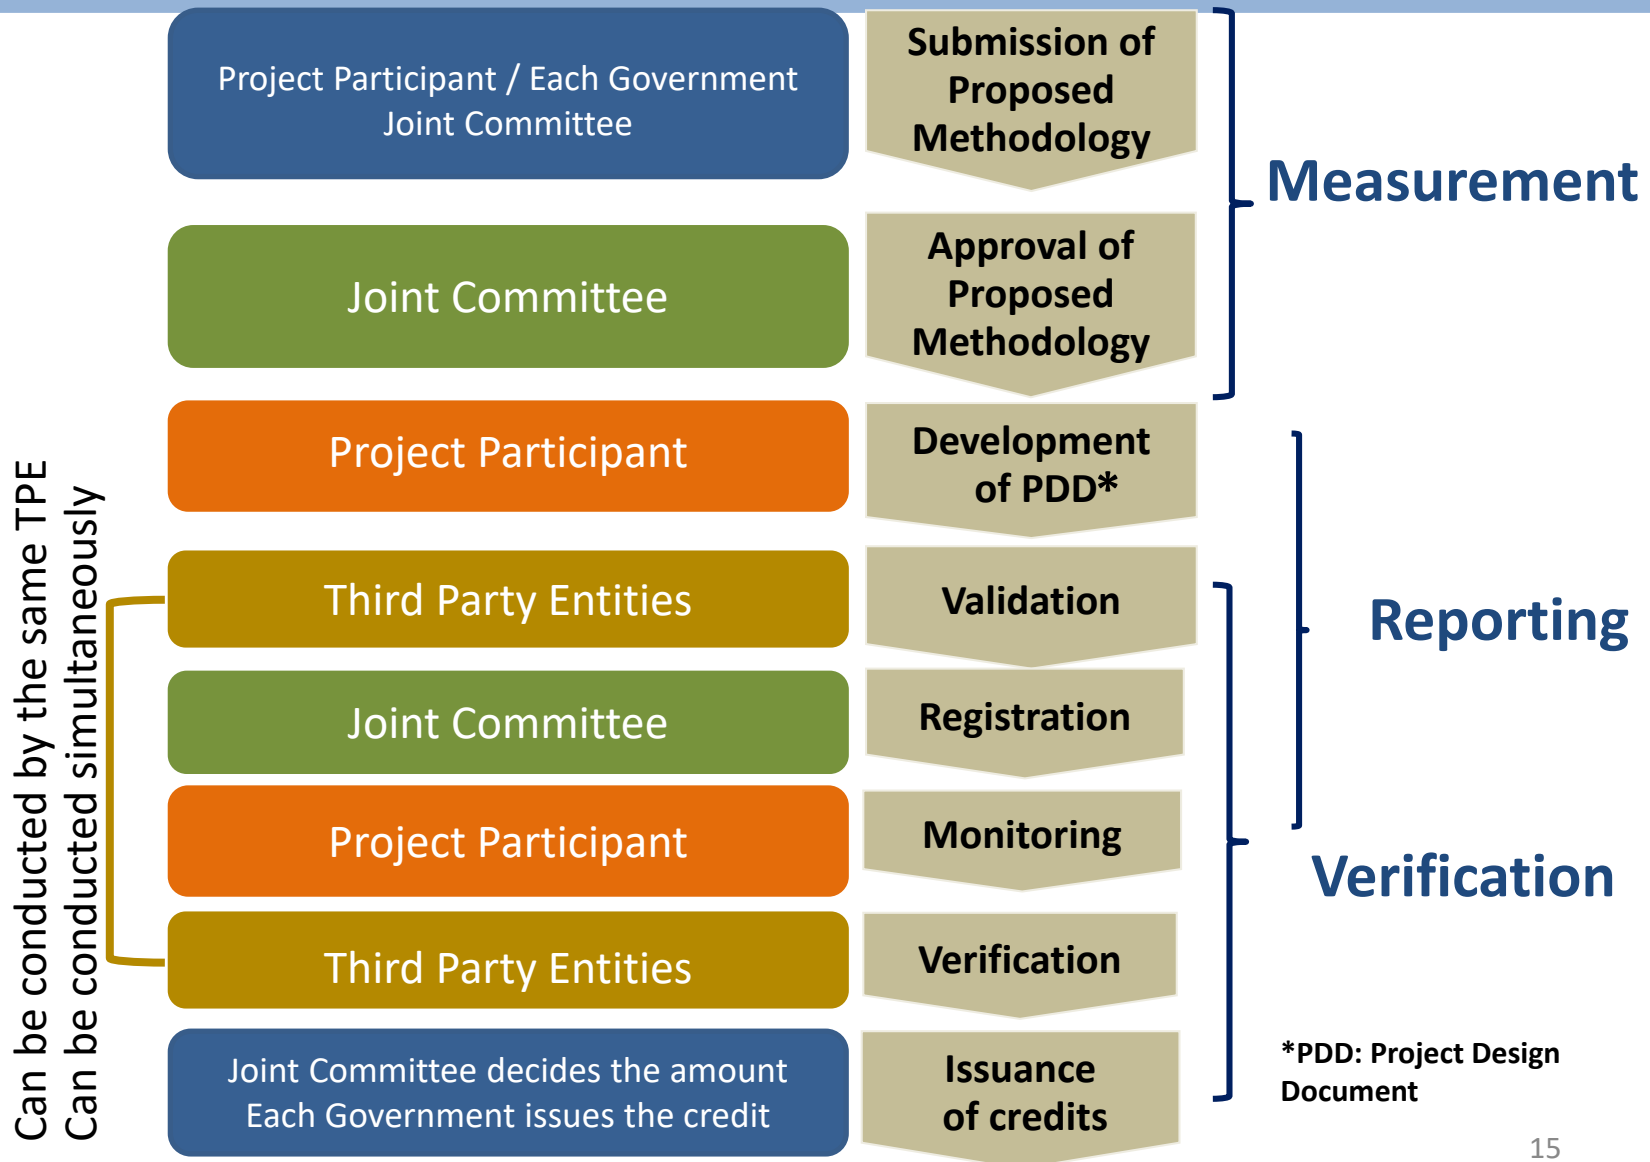 Project Participant / Each Government
Joint Committee
Submission of
Proposed
Methodology
Measurement
Joint Committee
Approval of
Proposed
Methodology
Project Participant
Development
of PDD*
Third Party Entities
Validation
Reporting
Joint Committee
Registration
Project Participant
Monitoring
Verification
Third Party Entities
Verification
Joint Committee decides the amount
Each Government issues the credit
Issuance
of credits
Can be conducted by the same TPE
Can be conducted simultaneously
*PDD: Project Design
Document
15